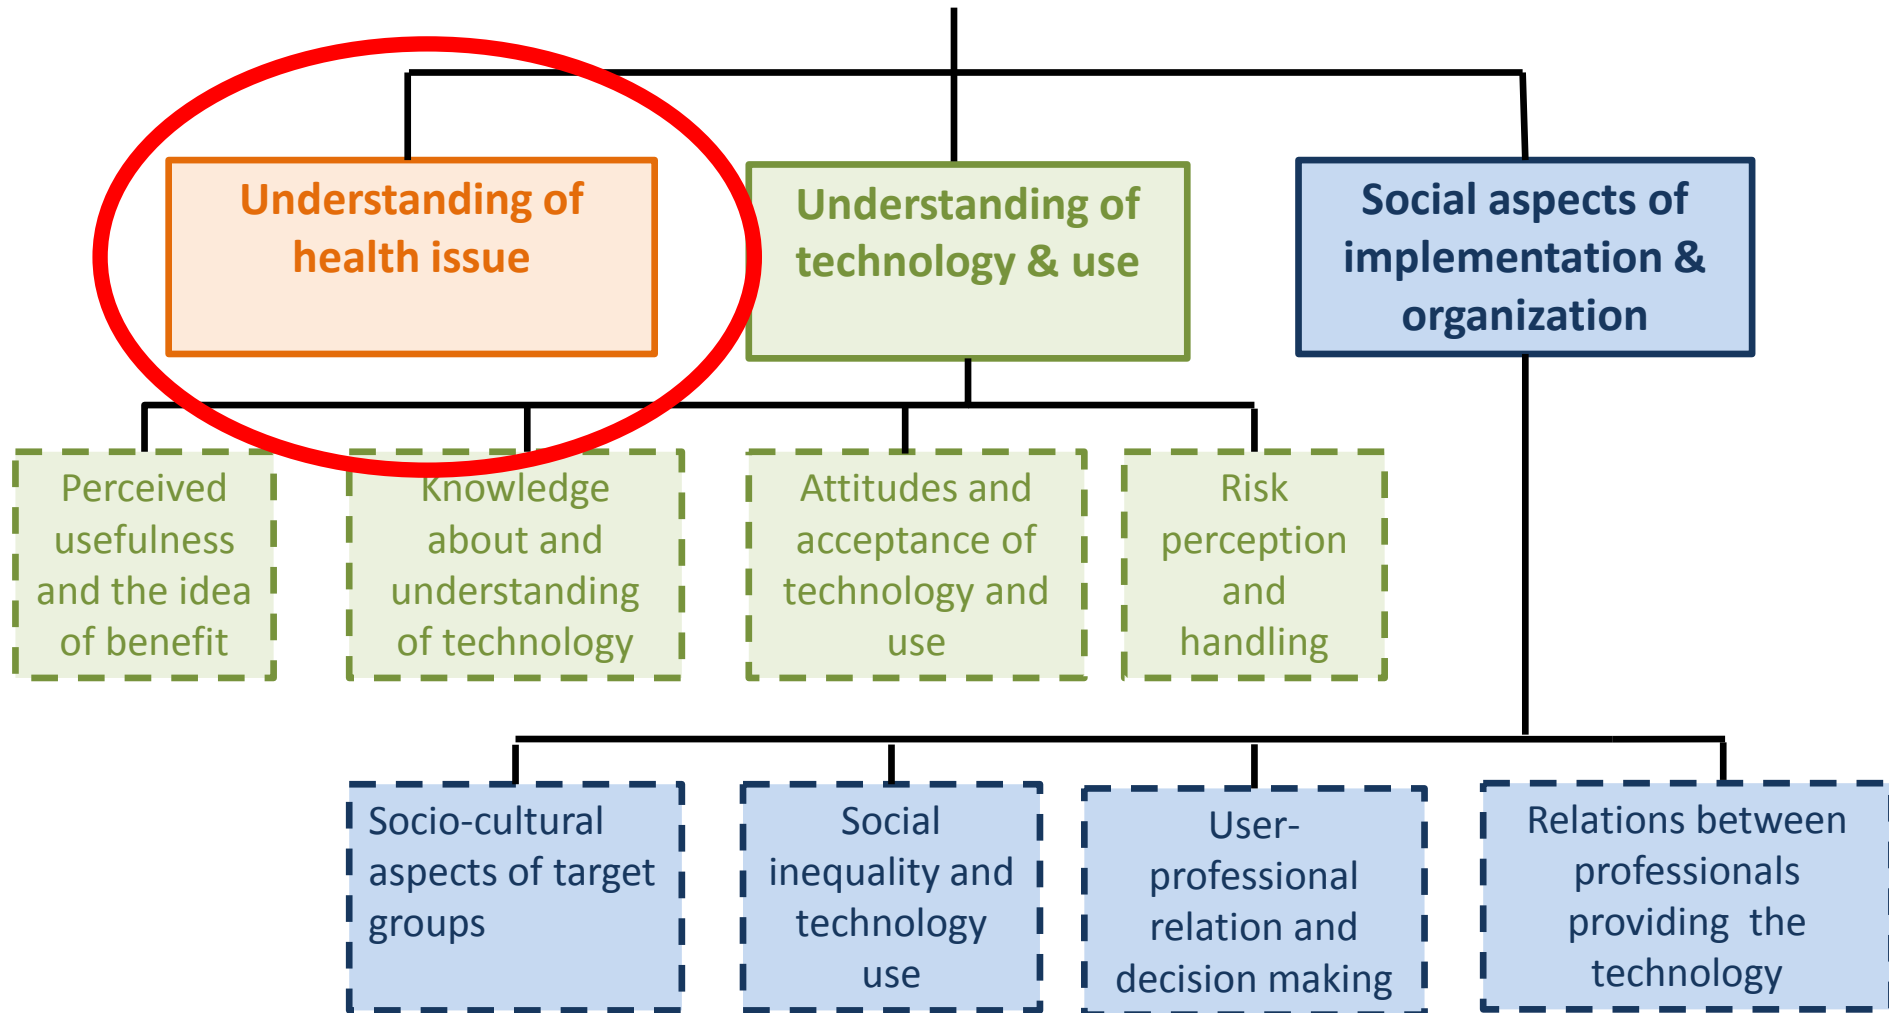 Understanding of
health issue
Understanding of
technology & use
Social aspects of
implementation &
organization
Perceived
usefulness
and the idea
of benefit
Knowledge
about and
understanding
of technology
Attitudes and
acceptance of
technology and
use
Risk
perception
and
handling
Socio-cultural
aspects of target
groups
Social
inequality and
technology
use
User-
professional
relation and
decision making
Relations between
professionals
providing the
technology